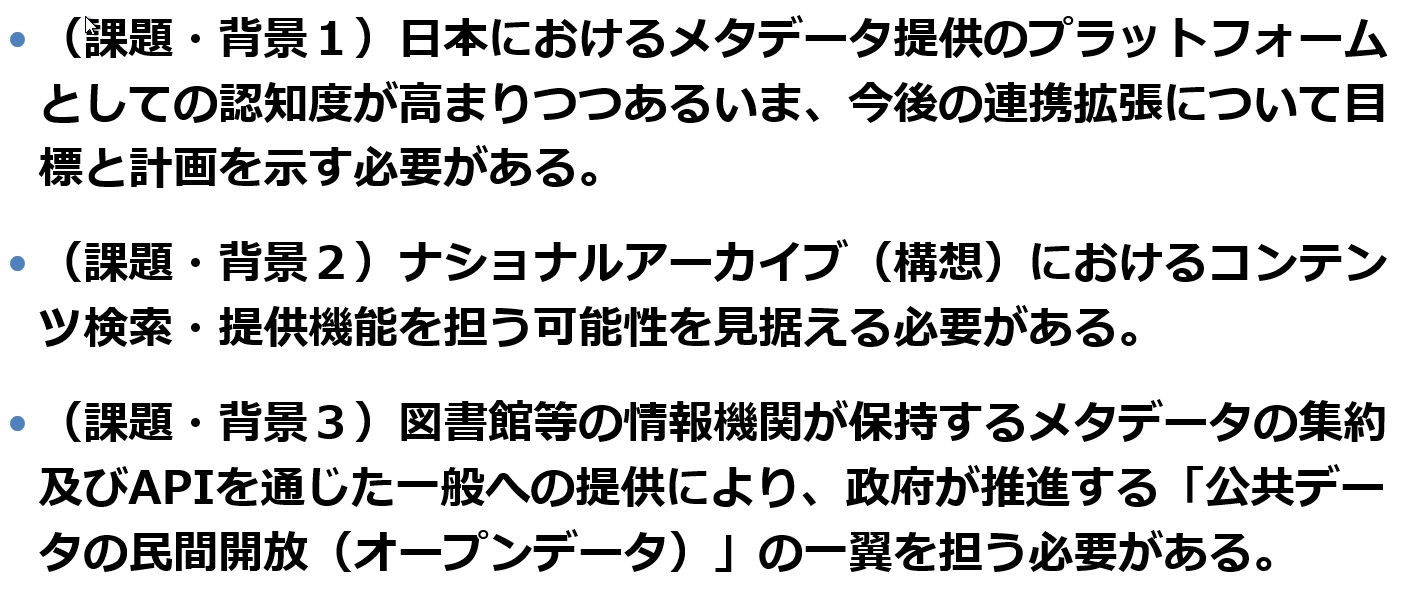 • （課題・背景１）日本におけるメタデータ提供のプラットフォーム
としての認知度が高まりつつあるいま、今後の連携拡張について目
標と計画を示す必要がある。
• （課題・背景２）ナショナルアーカイブ（構想）におけるコンテン
ツ検索・提供機能を担う可能性を見据える必要がある。
• （課題・背景３）図書館等の情報機関が保持するメタデータの集約
及びAPIを通じた一般への提供により、政府が推進する「公共デー
タの民間開放（オープンデータ）」の一翼を担う必要がある。